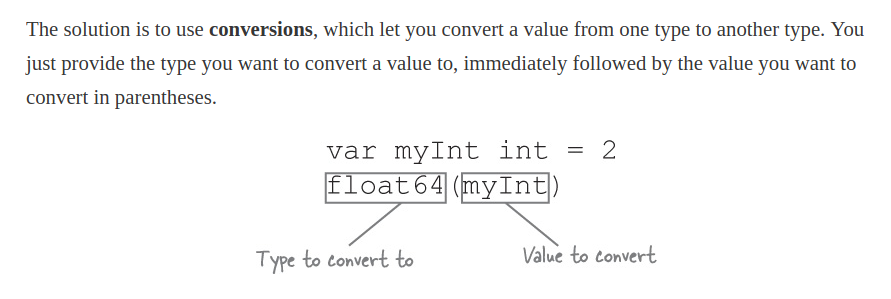 The solution is to use conversions, which let you convert a value from one type to another type. You
just provide the type you want to convert a value to, immediately followed by the value you want to
convert in parentheses.
var myInt int = 2
float64(myInt)
Type to convert to
Value to convert